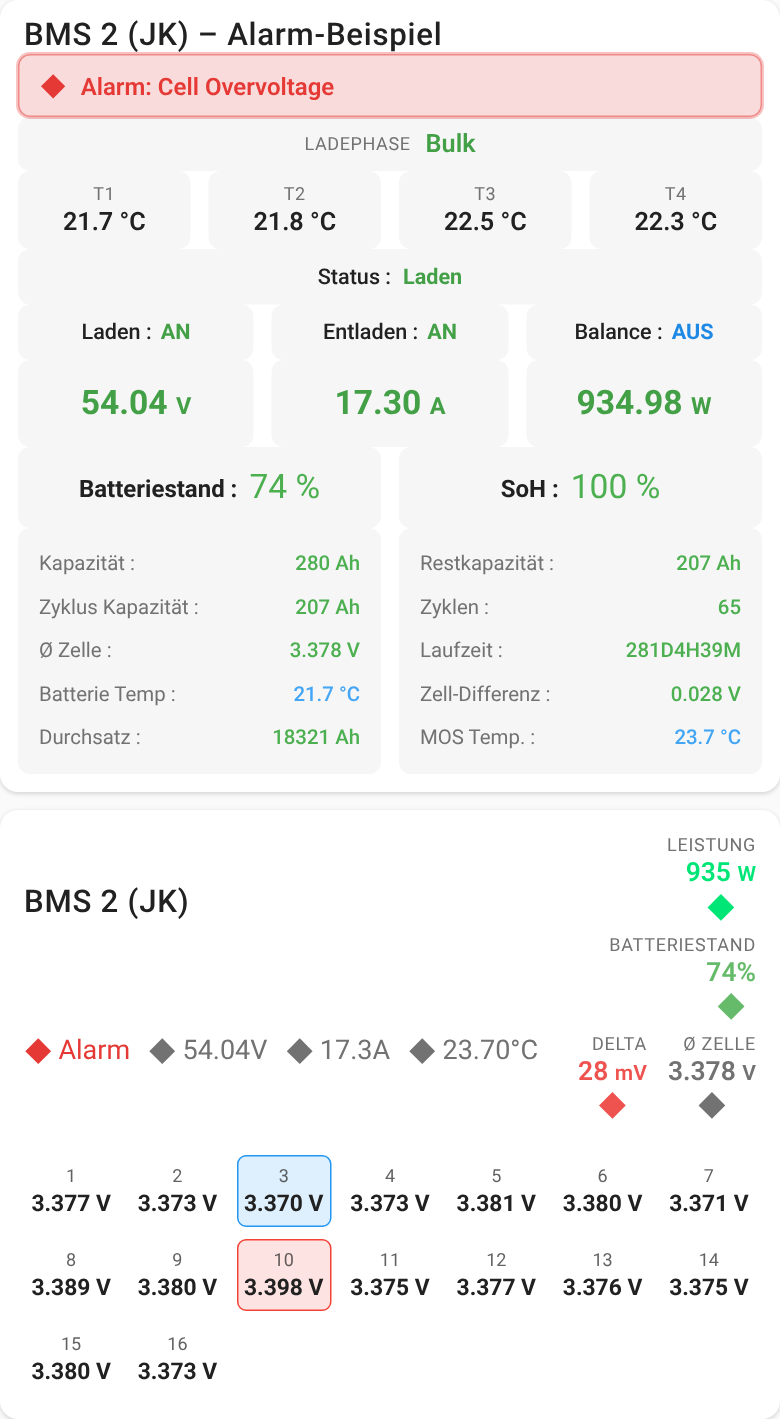 BMS 2 (JK) – Alarm-Beispiel
Alarm: Cell Overvoltage
LADEPHASE Bulk
T1 T2 T3 T4
21.7 °C 21.8 °C 22.5 °C 22.3 °C
Status : Laden
Laden : AN Entladen : AN Balance : AUS
54.04 V 17.30 A 934.98 W
Batteriestand : 74 % SoH : 100 %
Kapazität : 280 Ah Restkapazität : 207 Ah
Zyklus Kapazität : 207 Ah Zyklen : 65
Ø Zelle : 3.378 V Laufzeit : 281D4H39M
Batterie Temp : 21.7 °C Zell-Differenz : 0.028 V
Durchsatz : 18321 Ah MOS Temp. : 23.7 °C
LEISTUNG
935 W
BMS 2 (JK)
BATTERIESTAND
74%
Alarm 54.04V 17.3A 23.70°C
DELTA Ø ZELLE
28 mV 3.378 V
1 2 3 4 5 6 7
3.377 V 3.373 V 3.370 V 3.373 V 3.381 V 3.380 V 3.371 V
8 9 10 11 12 13 14
3.389 V 3.380 V 3.398 V 3.375 V 3.377 V 3.376 V 3.375 V
15 16
3.380 V 3.373 V